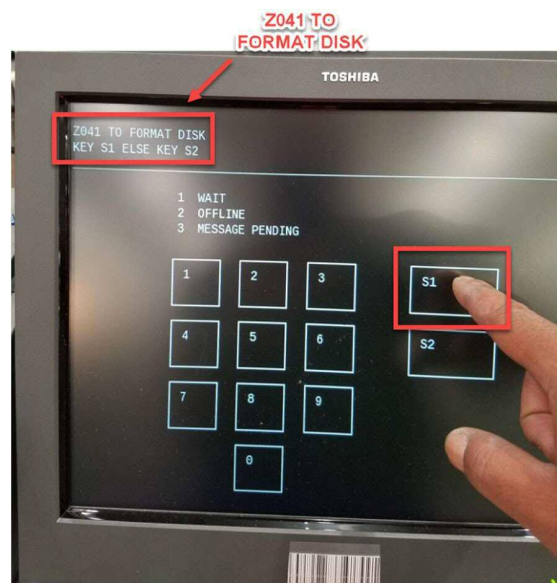 Z041 TO
FORMAT DISK
TOSHIBA
Z041 TO FORMAT DISK
KEY S1 ELSE KEY S2
1 WAIT
2 OFFLINE
3 MESSAGE PENDING
1 2 3 S1
4 5 6 S2
7 8 9
0